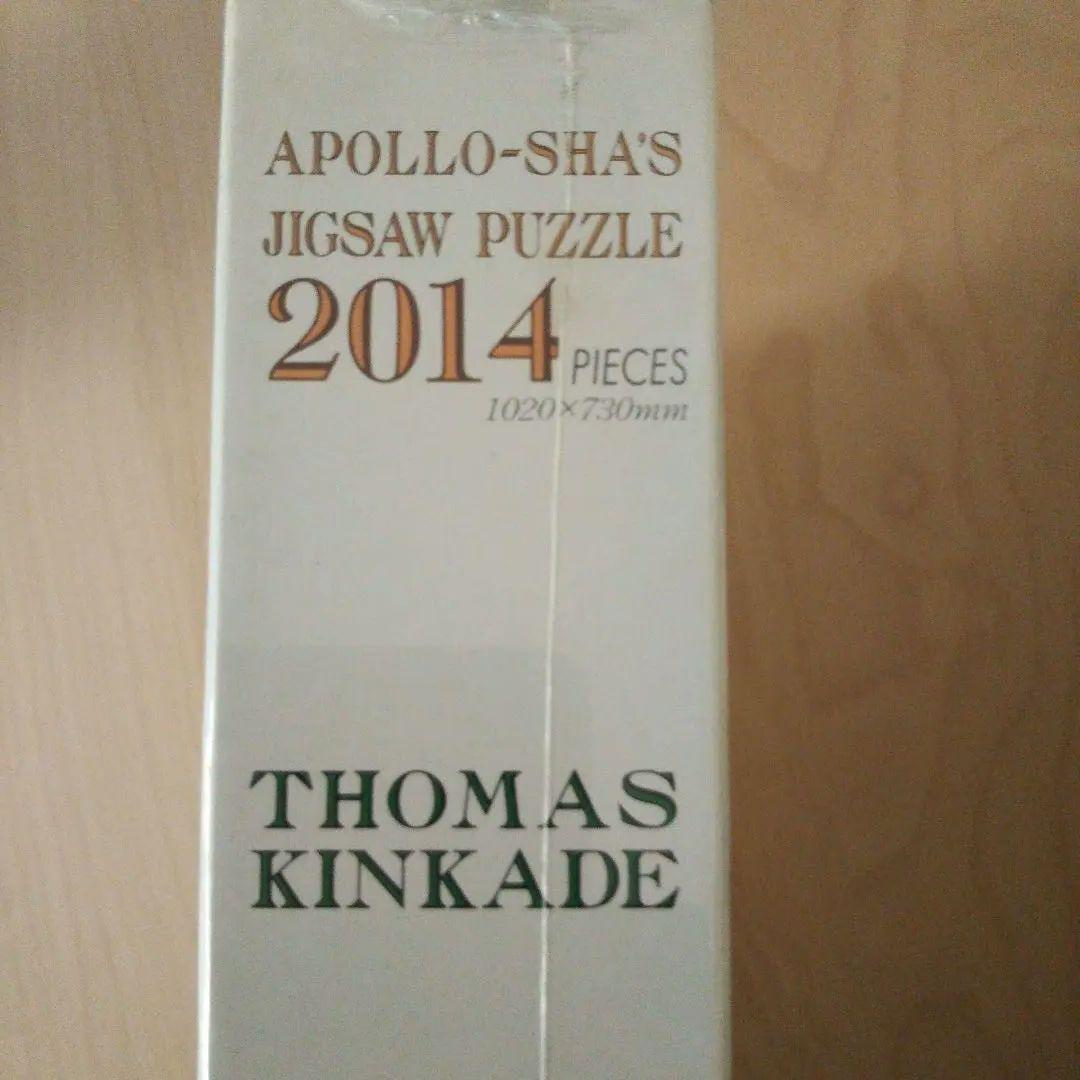 APOLLO-SHA'S
JIGSAW PUZZLE
2014 PIECES
1020×730mm
THOMAS
KINKADE